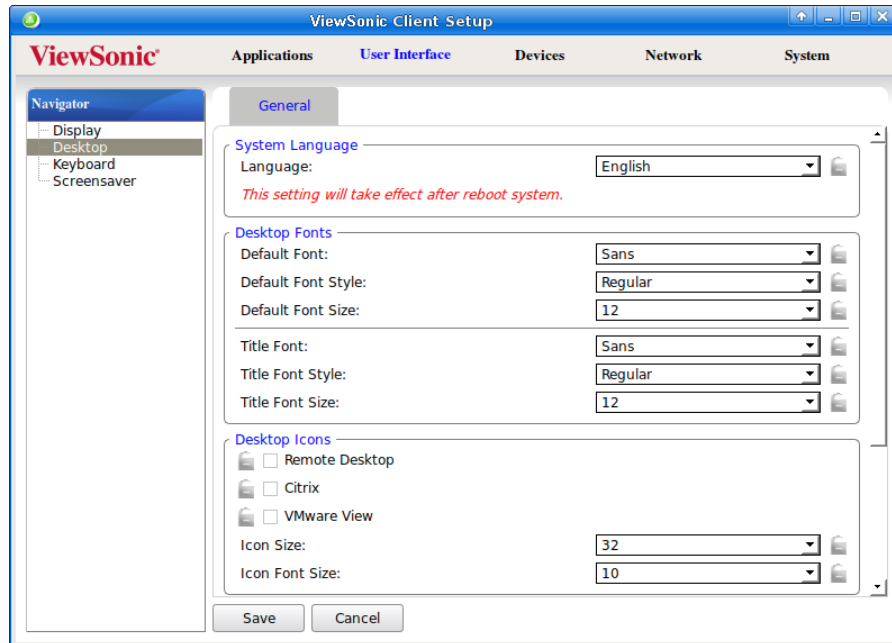 ViewSonic Client Setup
ViewSonic®
Applications
User Interface
Devices
Network
System
Navigator
Display
Desktop
Keyboard
Screensaver
General
System Language
Language:
English
This setting will take effect after reboot system.
Desktop Fonts
Default Font:
Sans
Default Font Style:
Regular
Default Font Size:
12
Title Font:
Sans
Title Font Style:
Regular
Title Font Size:
12
Desktop Icons
Remote Desktop
Citrix
VMware View
Icon Size:
32
Icon Font Size:
10
Save
Cancel